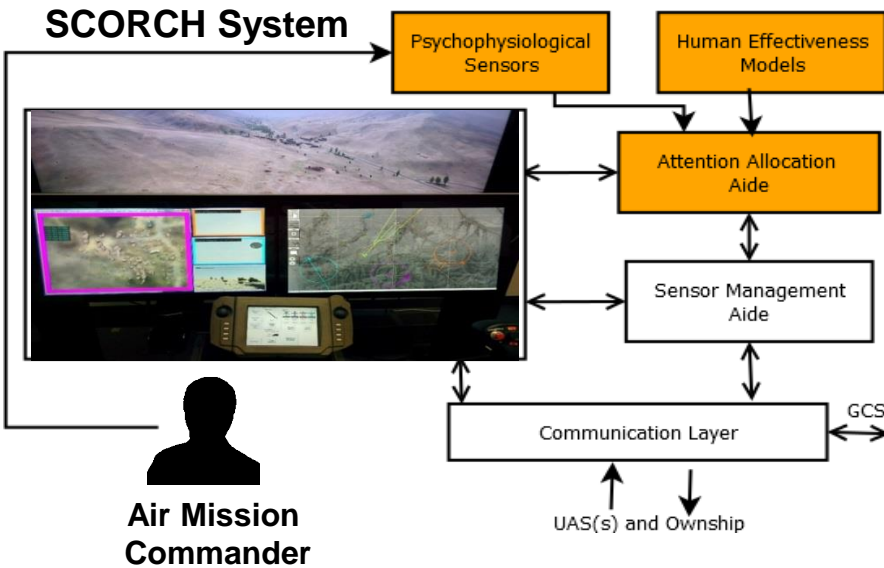 SCORCH System
Psychophysiological
Sensors
Human Effectiveness
Models
Attention Allocation
Aide
Sensor Management
Aide
Communication Layer
GCS
UAS(s) and Ownship
Air Mission
Commander